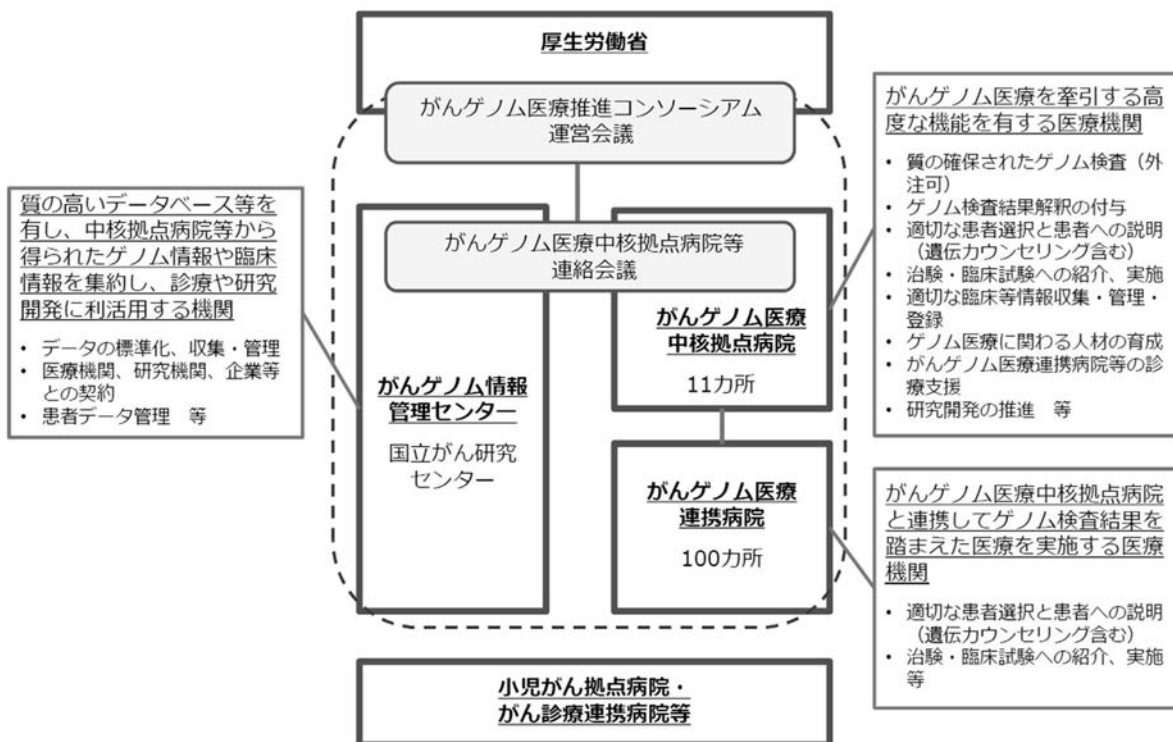 厚生労働省
がんゲノム医療推進コンソーシアム
運営会議
質の高いデータベース等を
有し、中核拠点病院等から
得られたゲノム情報や臨床
情報を集約し、診療や研究
開発に利活用する機関
• データの標準化、収集・管理
• 医療機関、研究機関、企業等
との契約
• 患者データ管理　等
がんゲノム医療中核拠点病院等
連絡会議
がんゲノム情報
管理センター
国立がん研究
センター
がんゲノム医療
中核拠点病院
11カ所
がんゲノム医療
連携病院
100カ所
がんゲノム医療を牽引する高
度な機能を有する医療機関
• 質の確保されたゲノム検査（外
注可）
• ゲノム検査結果解釈の付与
• 適切な患者選択と患者への説明
（遺伝カウンセリング含む）
• 治験・臨床試験への紹介、実施
• 適切な臨床等情報収集・管理・
登録
• ゲノム医療に関わる人材の育成
• がんゲノム医療連携病院等の診
療支援
• 研究開発の推進　等
がんゲノム医療中核拠点病院
と連携してゲノム検査結果を
踏まえた医療を実施する医療
機関
• 適切な患者選択と患者への説明
（遺伝カウンセリング含む）
• 治験・臨床試験への紹介、実施
等
小児がん拠点病院・
がん診療連携病院等